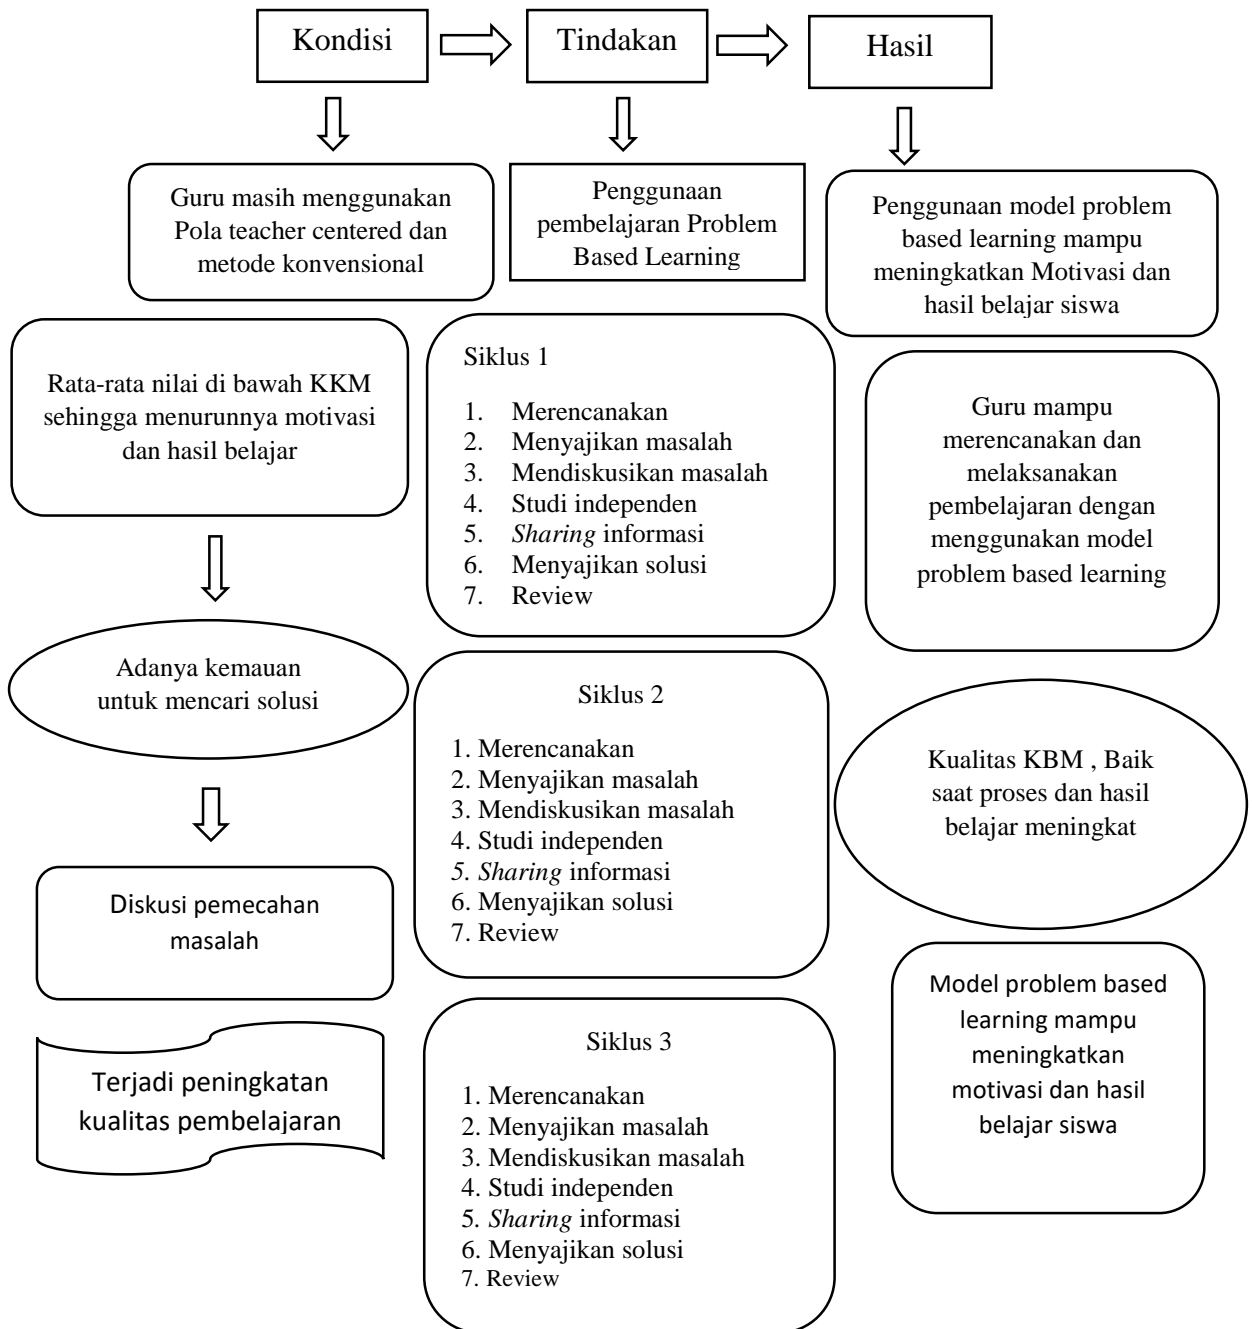 Kondisi
Tindakan
Hasil
Guru masih menggunakan
Pola teacher centered dan
metode konvensional
Rata-rata nilai di bawah KKM
sehingga menurunnya motivasi
dan hasil belajar
Adanya kemauan
untuk mencari solusi
Diskusi pemecahan
masalah
Terjadi peningkatan
kualitas pembelajaran
Penggunaan
pembelajaran Problem
Based Learning
Siklus 1
1. Merencanakan
2. Menyajikan masalah
3. Mendiskusikan masalah
4. Studi independen
5. Sharing informasi
6. Menyajikan solusi
7. Review
Siklus 2
1. Merencanakan
2. Menyajikan masalah
3. Mendiskusikan masalah
4. Studi independen
5. Sharing informasi
6. Menyajikan solusi
7. Review
Siklus 3
1. Merencanakan
2. Menyajikan masalah
3. Mendiskusikan masalah
4. Studi independen
5. Sharing informasi
6. Menyajikan solusi
7. Review
Penggunaan model problem
based learning mampu
meningkatkan Motivasi dan
hasil belajar siswa
Guru mampu
merencanakan dan
melaksanakan
pembelajaran dengan
menggunakan model
problem based learning
Kualitas KBM , Baik
saat proses dan hasil
belajar meningkat
Model problem based
learning mampu
meningkatkan
motivasi dan hasil
belajar siswa